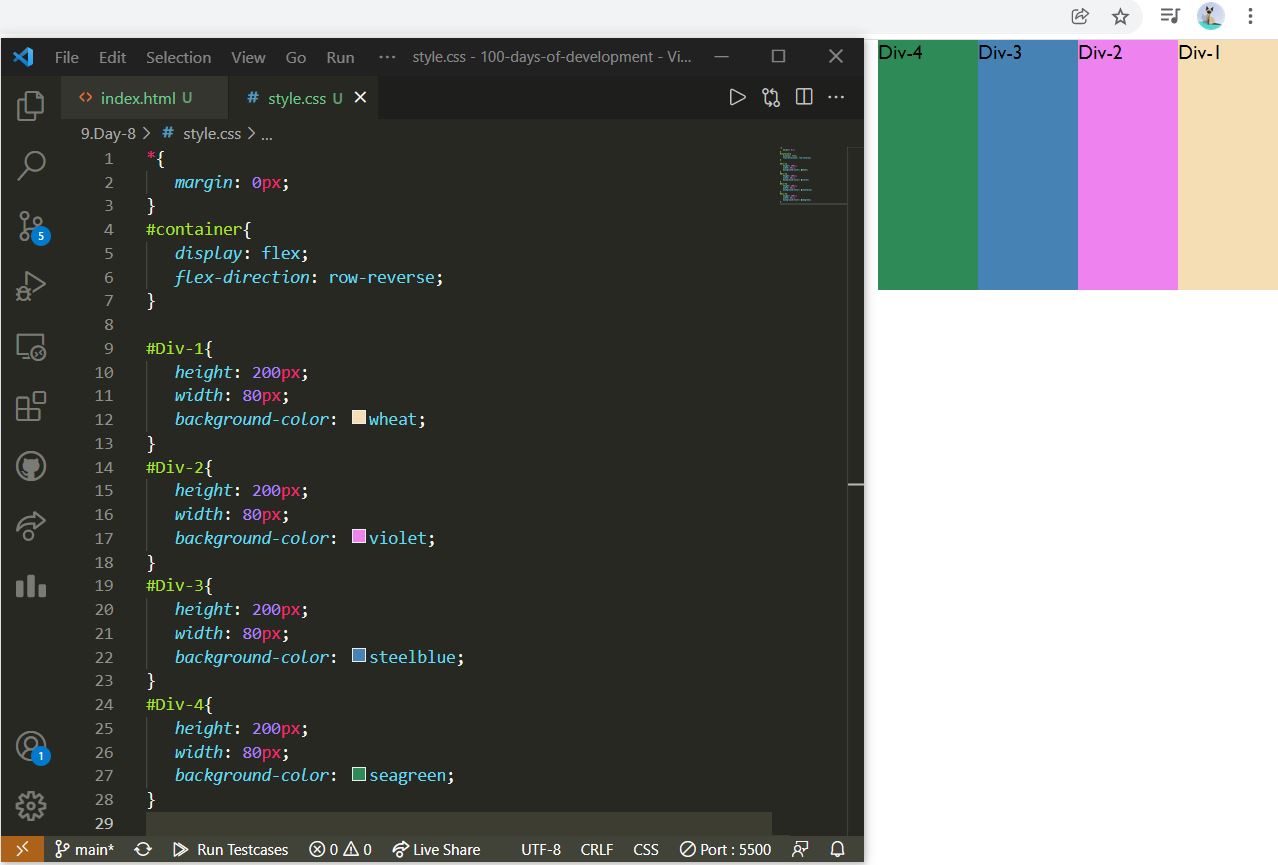 File Edit Selection View Go Run ··· style.css - 100-days-of-development - Vi...
index.html U style.css U
9.Day-8 > # style.css > ...
1 *{
2 margin: 0px;
3 }
4 #container{
5 display: flex;
6 flex-direction: row-reverse;
7 }
8
9 #Div-1{
10 height: 200px;
11 width: 80px;
12 background-color: wheat;
13 }
14 #Div-2{
15 height: 200px;
16 width: 80px;
17 background-color: violet;
18 }
19 #Div-3{
20 height: 200px;
21 width: 80px;
22 background-color: steelblue;
23 }
24 #Div-4{
25 height: 200px;
26 width: 80px;
27 background-color: seagreen;
28 }
29
5
1
main* Run Testcases 0 0 Live Share UTF-8 CRLF CSS Port : 5500
Div-4 Div-3 Div-2 Div-1